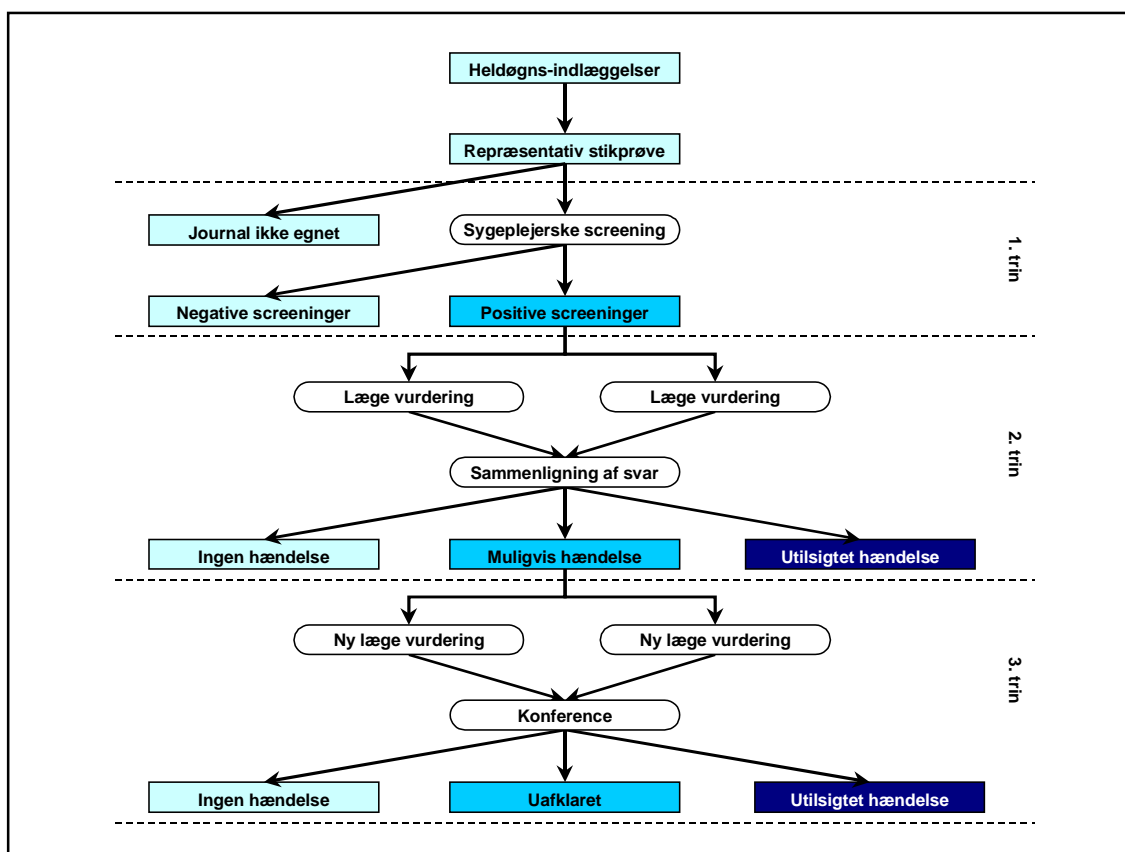 Heldøgns-indlæggelser
Repræsentativ stikprøve
Journal ikke egnet
Sygeplejerske screening
1. trin
Negative screeninger
Positive screeninger
Læge vurdering
Læge vurdering
2. trin
Sammenligning af svar
Ingen hændelse
Muligvis hændelse
Utilsigtet hændelse
Ny læge vurdering
Ny læge vurdering
3. trin
Konference
Ingen hændelse
Uafklaret
Utilsigtet hændelse